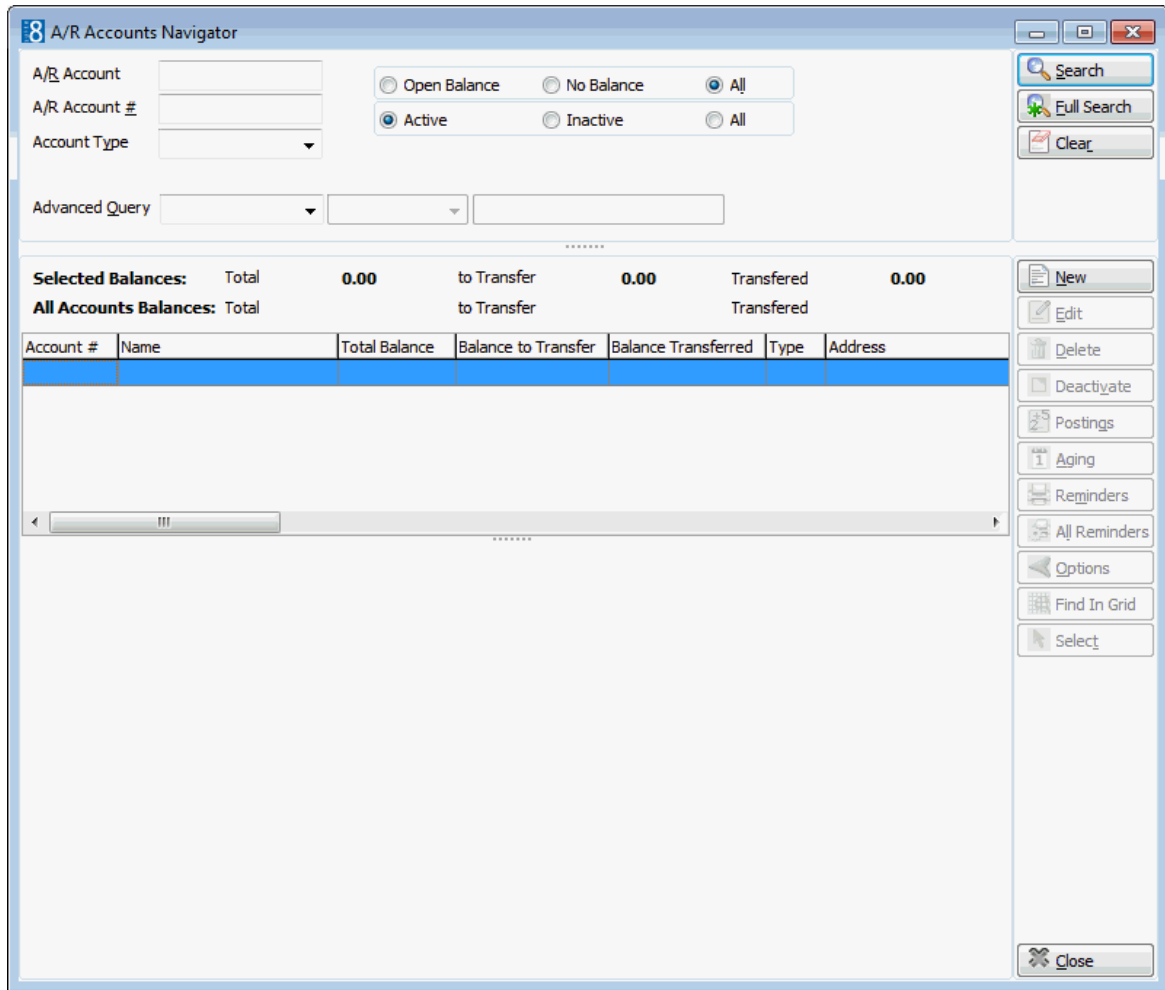 8 A/R Accounts Navigator
A/R Account
Open Balance No Balance All
A/R Account #
Active Inactive All
Account Type
Advanced Query
Search
Full Search
Clear
Selected Balances: Total 0.00 to Transfer 0.00 Transfered 0.00
All Accounts Balances: Total to Transfer Transfered
Account # Name Total Balance Balance to Transfer Balance Transferred Type Address
New
Edit
Delete
Deactivate
Postings
Aging
Reminders
All Reminders
Options
Find In Grid
Select
Close